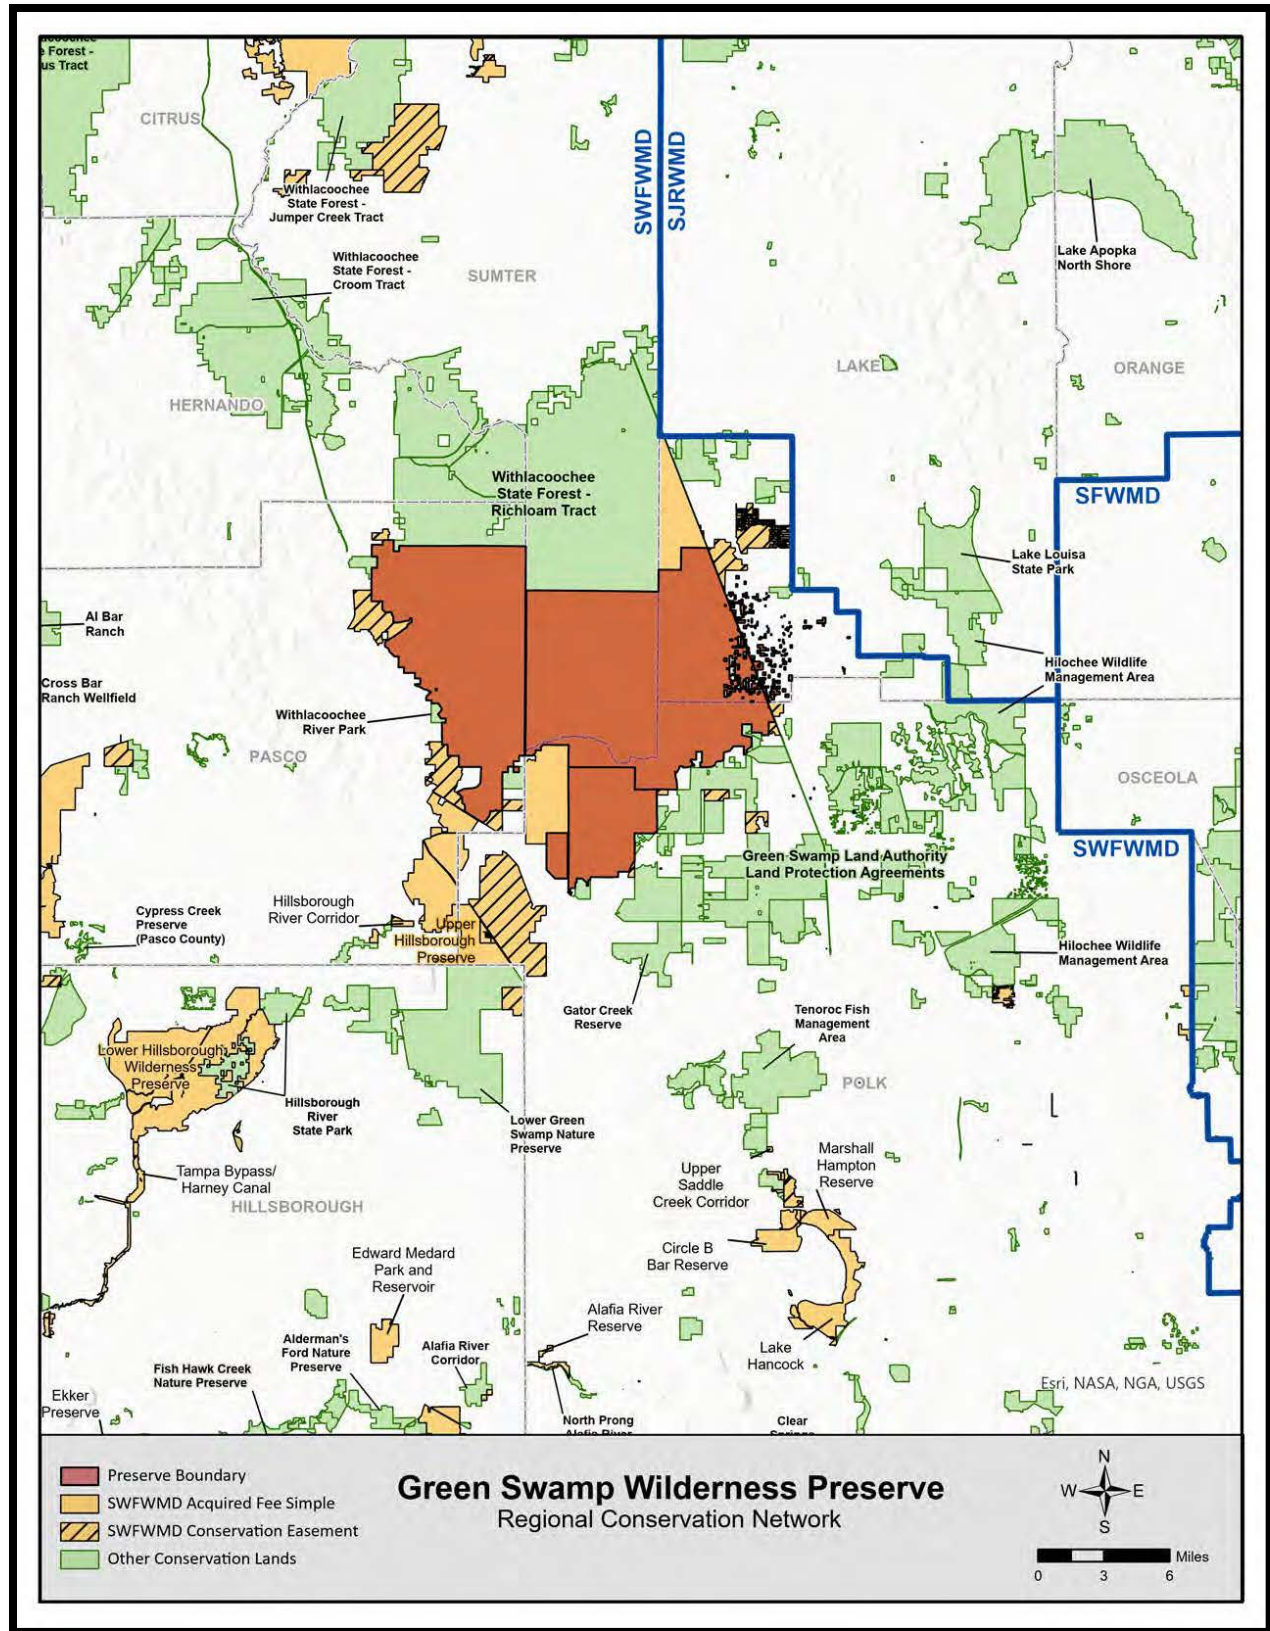 e Forest -
us Tract
CITRUS
Withlacoochee
State Forest -
Jumper Creek Tract
SWFWMD
SJRWMD
Lake Apopka
North Shore
Withlacoochee
State Forest -
Croom Tract
SUMTER
LAKE
ORANGE
HERNANDO
Withlacoochee
State Forest -
Richloam Tract
SFWMD
Lake Louisa
State Park
Al Bar
Ranch
Hilochee Wildlife
Management Area
Cross Bar
Ranch Wellfield
Withlacoochee
River Park
PASCO
OSCEOLA
SWFWMD
Green Swamp Land Authority
Land Protection Agreements
Hillsborough
River Corridor
Cypress Creek
Preserve
(Pasco County)
Upper
Hillsborough
Preserve
Hilochee Wildlife
Management Area
Gator Creek
Reserve
Tenoroc Fish
Management
Area
Lower Hillsborough
Wilderness
Preserve
POLK
Hillsborough
River
State Park
Lower Green
Swamp Nature
Preserve
Tampa Bypass/
Harney Canal
Upper
Saddle
Creek Corridor
Marshall
Hampton
Reserve
HILLSBOROUGH
Circle B
Bar Reserve
Edward Medard
Park and
Reservoir
Alafia River
Reserve
Alderman's
Ford Nature
Preserve
Alafia River
Corridor
Lake
Hancock
Fish Hawk Creek
Nature Preserve
Esri, NASA, NGA, USGS
Ekker
Preserve
North Prong
Alafia River
Clear
Preserve Boundary
SWFWMD Acquired Fee Simple
SWFWMD Conservation Easement
Other Conservation Lands
Green Swamp Wilderness Preserve
Regional Conservation Network
N
W E
S
Miles
0 3 6